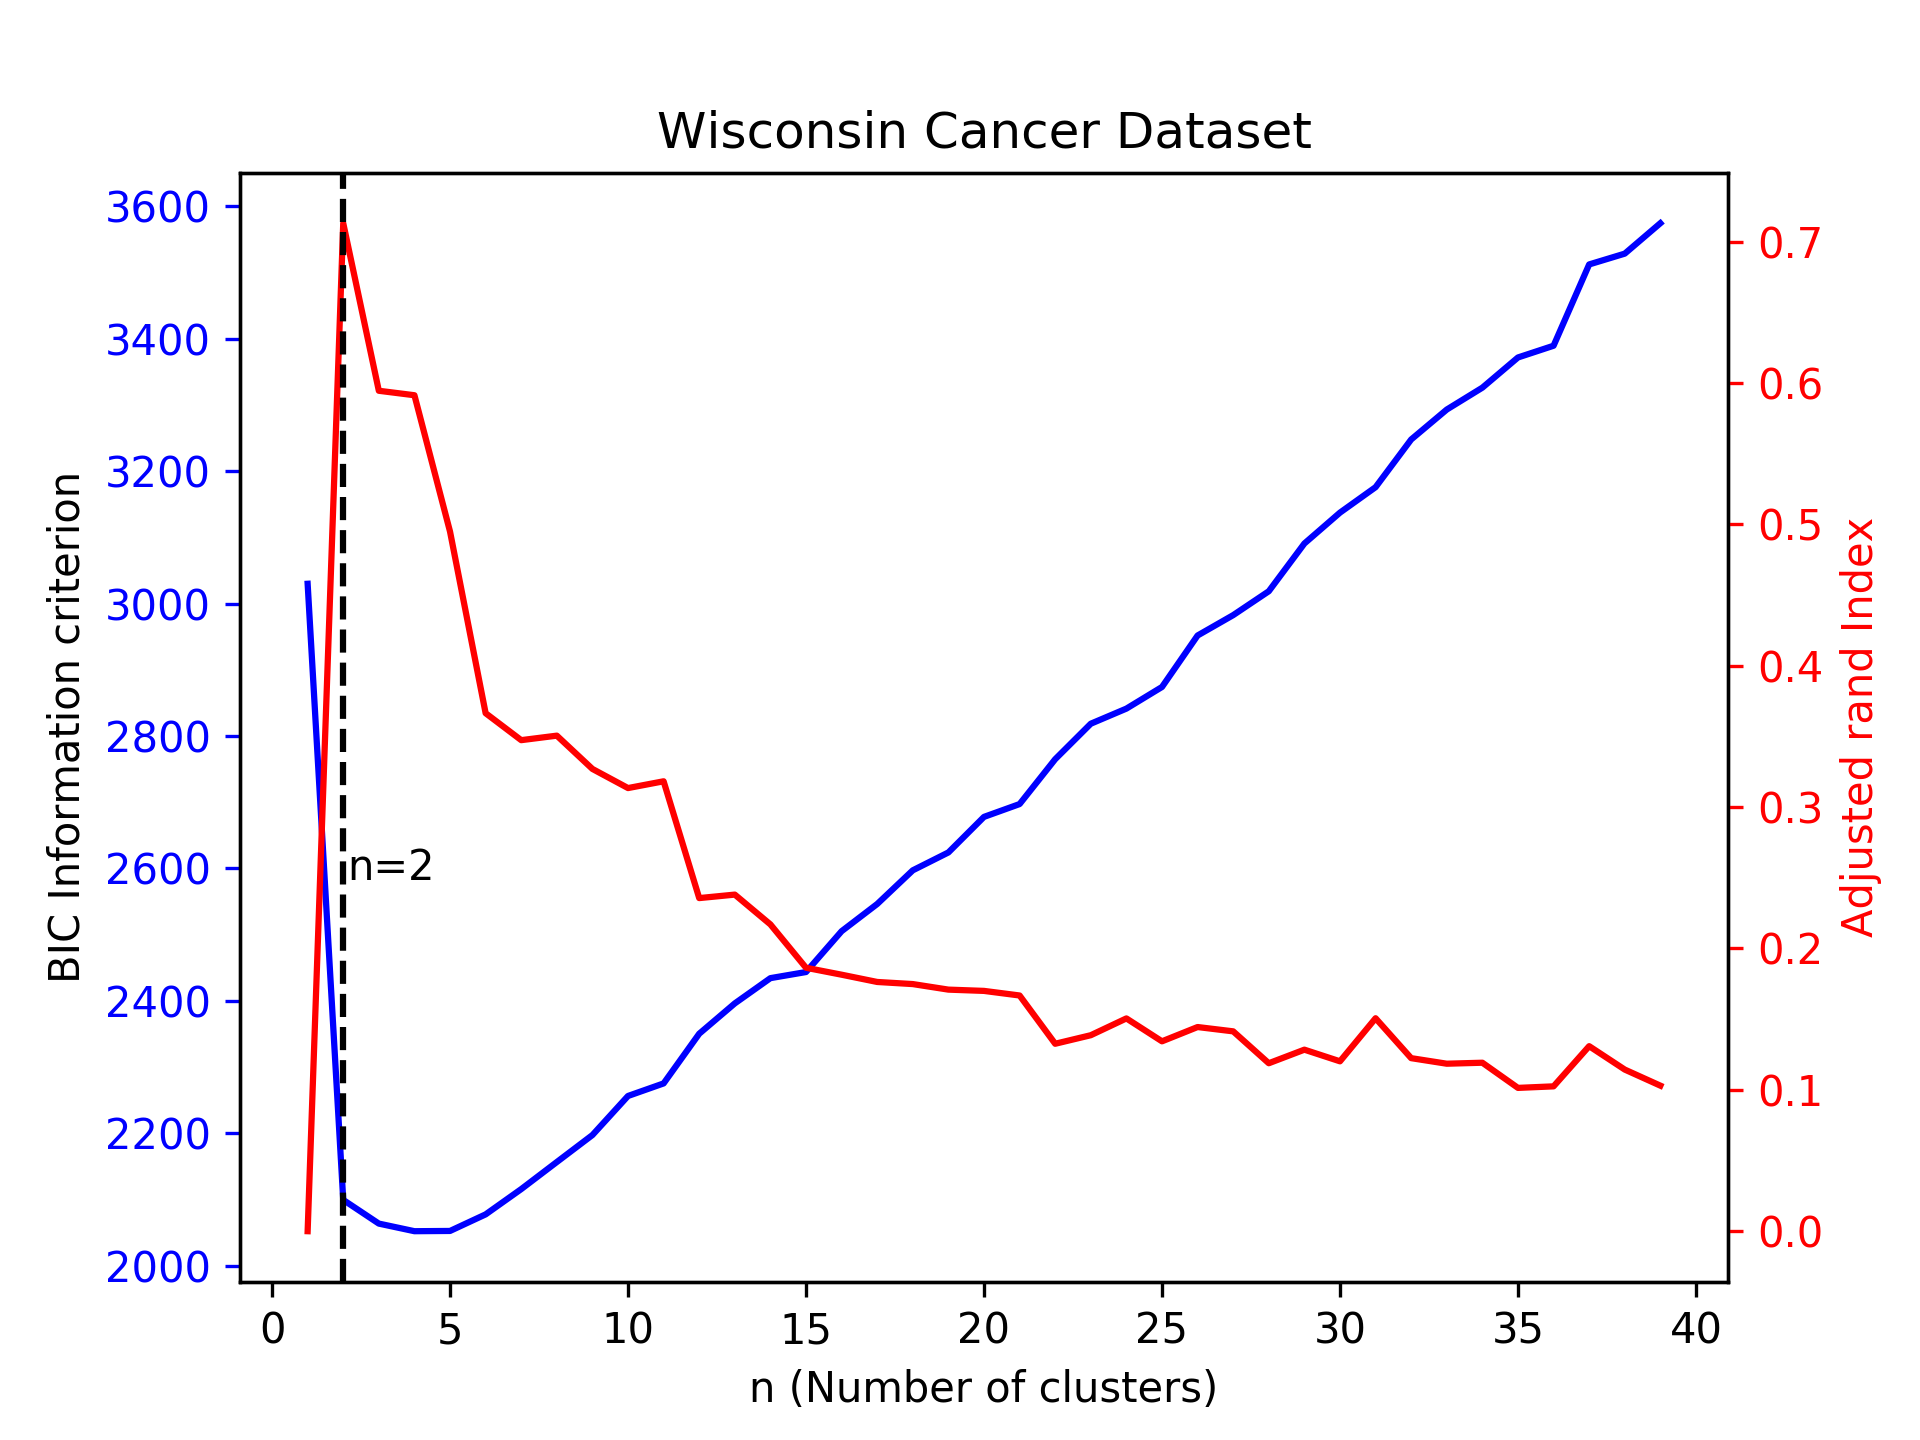 Wisconsin Cancer Dataset
3600
3400
3200
3000
2800
2600
2400
2200
2000
BIC Information criterion
n=2
0.7
0.6
0.5
0.4
0.3
0.2
0.1
0.0
Adjusted rand Index
0 5 10 15 20 25 30 35 40
n (Number of clusters)